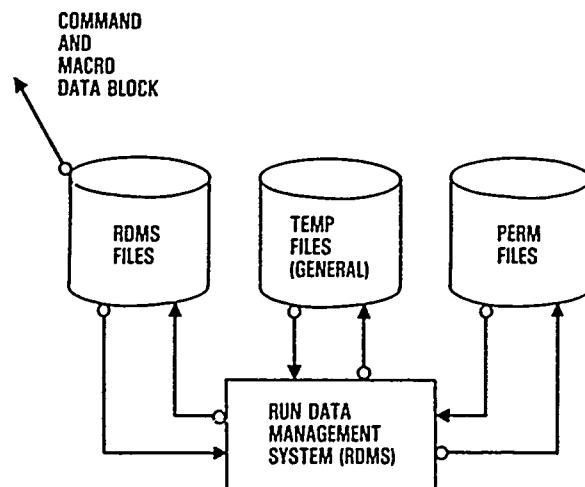 COMMAND
AND
MACRO
DATA BLOCK
RDMS
FILES
TEMP
FILES
(GENERAL)
PERM
FILES
RUN DATA
MANAGEMENT
SYSTEM (RDMS)